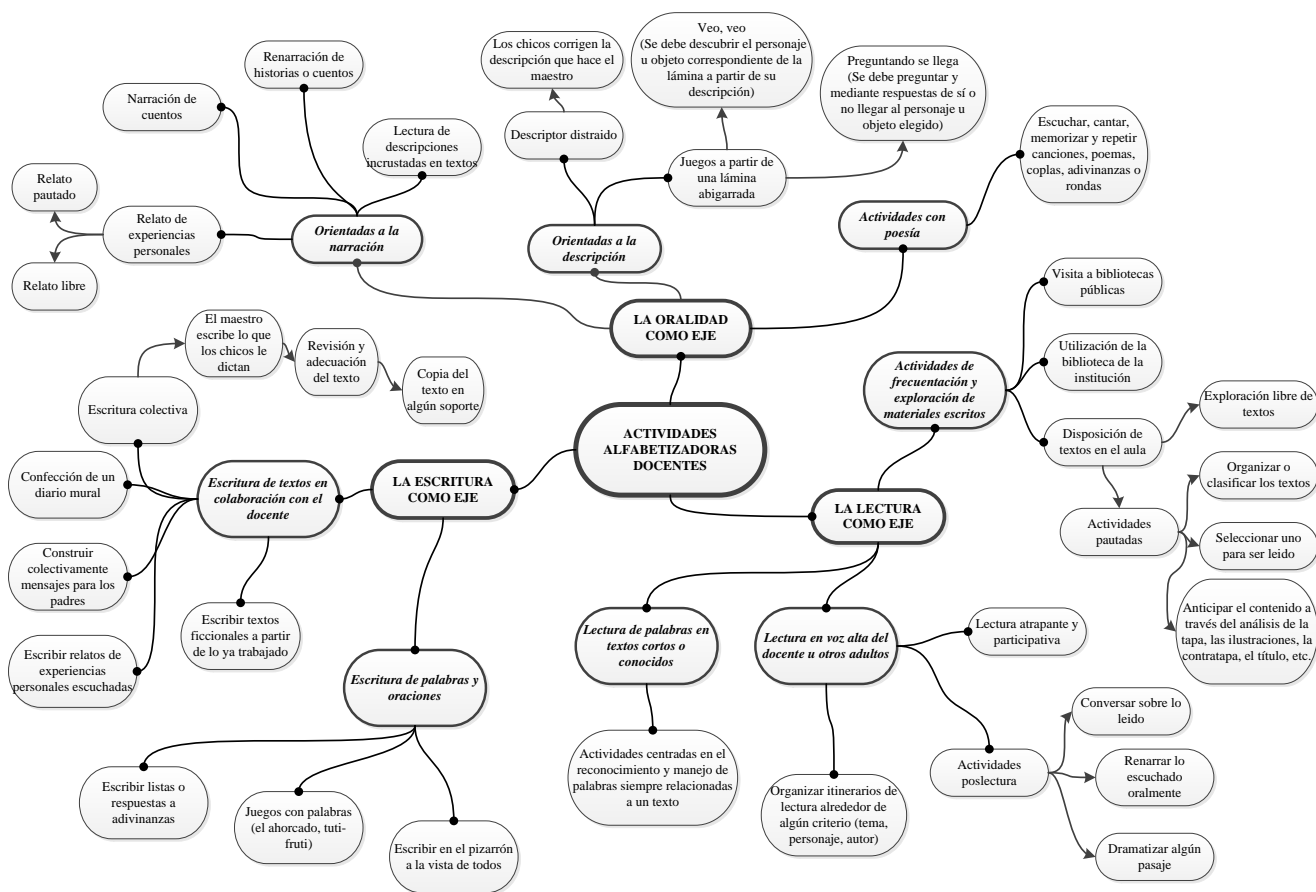 Los chicos corrigen la
descripción que hace el
maestro
Veo, veo
(Se debe descubrir el personaje
u objeto correspondiente de la
lámina a partir de su
descripción)
Preguntando se llega
(Se debe preguntar y
mediante respuestas de sí o
no llegar al personaje u
objeto elegido)
Renarración de
historias o cuentos
Narración de
cuentos
Lectura de
descripciones
incrustadas en textos
Descriptor distraido
Juegos a partir de
una lámina
abigarrada
Escuchar, cantar,
memorizar y repetir
canciones, poemas,
coplas, adivinanzas o
rondas
Relato
pautado
Relato de
experiencias
personales
Relato libre
Orientadas a la
narración
Orientadas a la
descripción
Actividades con
poesía
LA ORALIDAD
COMO EJE
Visita a bibliotecas
públicas
Utilización de la
biblioteca de la
institución
Actividades de
frecuentación y
exploración de
materiales escritos
Disposición de
textos en el aula
Exploración libre de
textos
Actividades
pautadas
Organizar o
clasificar los textos
Seleccionar uno
para ser leido
Anticipar el contenido a
través del análisis de la
tapa, las ilustraciones, la
contratapa, el título, etc.
El maestro
escribe lo que
los chicos le
dictan
Revisión y
adecuación
del texto
Copia del
texto en
algún soporte
Escritura colectiva
ACTIVIDADES
ALFABETIZADORAS
DOCENTES
Confección de un
diario mural
Escritura de textos en
colaboración con el
docente
LA ESCRITURA
COMO EJE
LA LECTURA
COMO EJE
Construir
colectivamente
mensajes para los
padres
Escribir relatos de
experiencias
personales escuchadas
Escribir textos
ficcionales a partir
de lo ya trabajado
Escritura de palabras y
oraciones
Escribir listas o
respuestas a
adivinanzas
Juegos con palabras
(el ahorcado, tuti-
fruti)
Escribir en el pizarrón
a la vista de todos
Lectura de palabras en
textos cortos o
conocidos
Lectura en voz alta del
docente u otros adultos
Lectura atrapante y
participativa
Actividades centradas en el
reconocimiento y manejo de
palabras siempre relacionadas
a un texto
Organizar itinerarios de
lectura alrededor de
algún criterio (tema,
personaje, autor)
Actividades
poslectura
Conversar sobre lo
leido
Renarrar lo
escuchado
oralmente
Dramatizar algún
pasaje